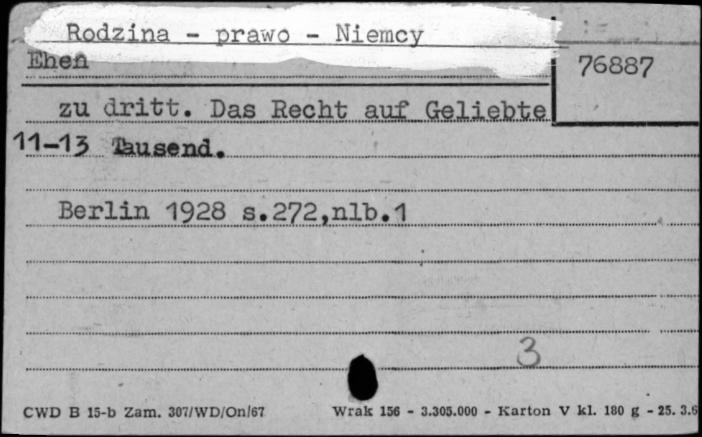 Rodzina - prawo - Niemcy
Ehen
76887
zu dritt. Das Recht auf Geliebte
11-13 Tausend.
Berlin 1928 s.272,nlb.1
3
CWD B 15-b Zam. 307/WD/On/67 Wrak 156 - 3.305.000 - Karton V kl. 180 g - 25. 3.6